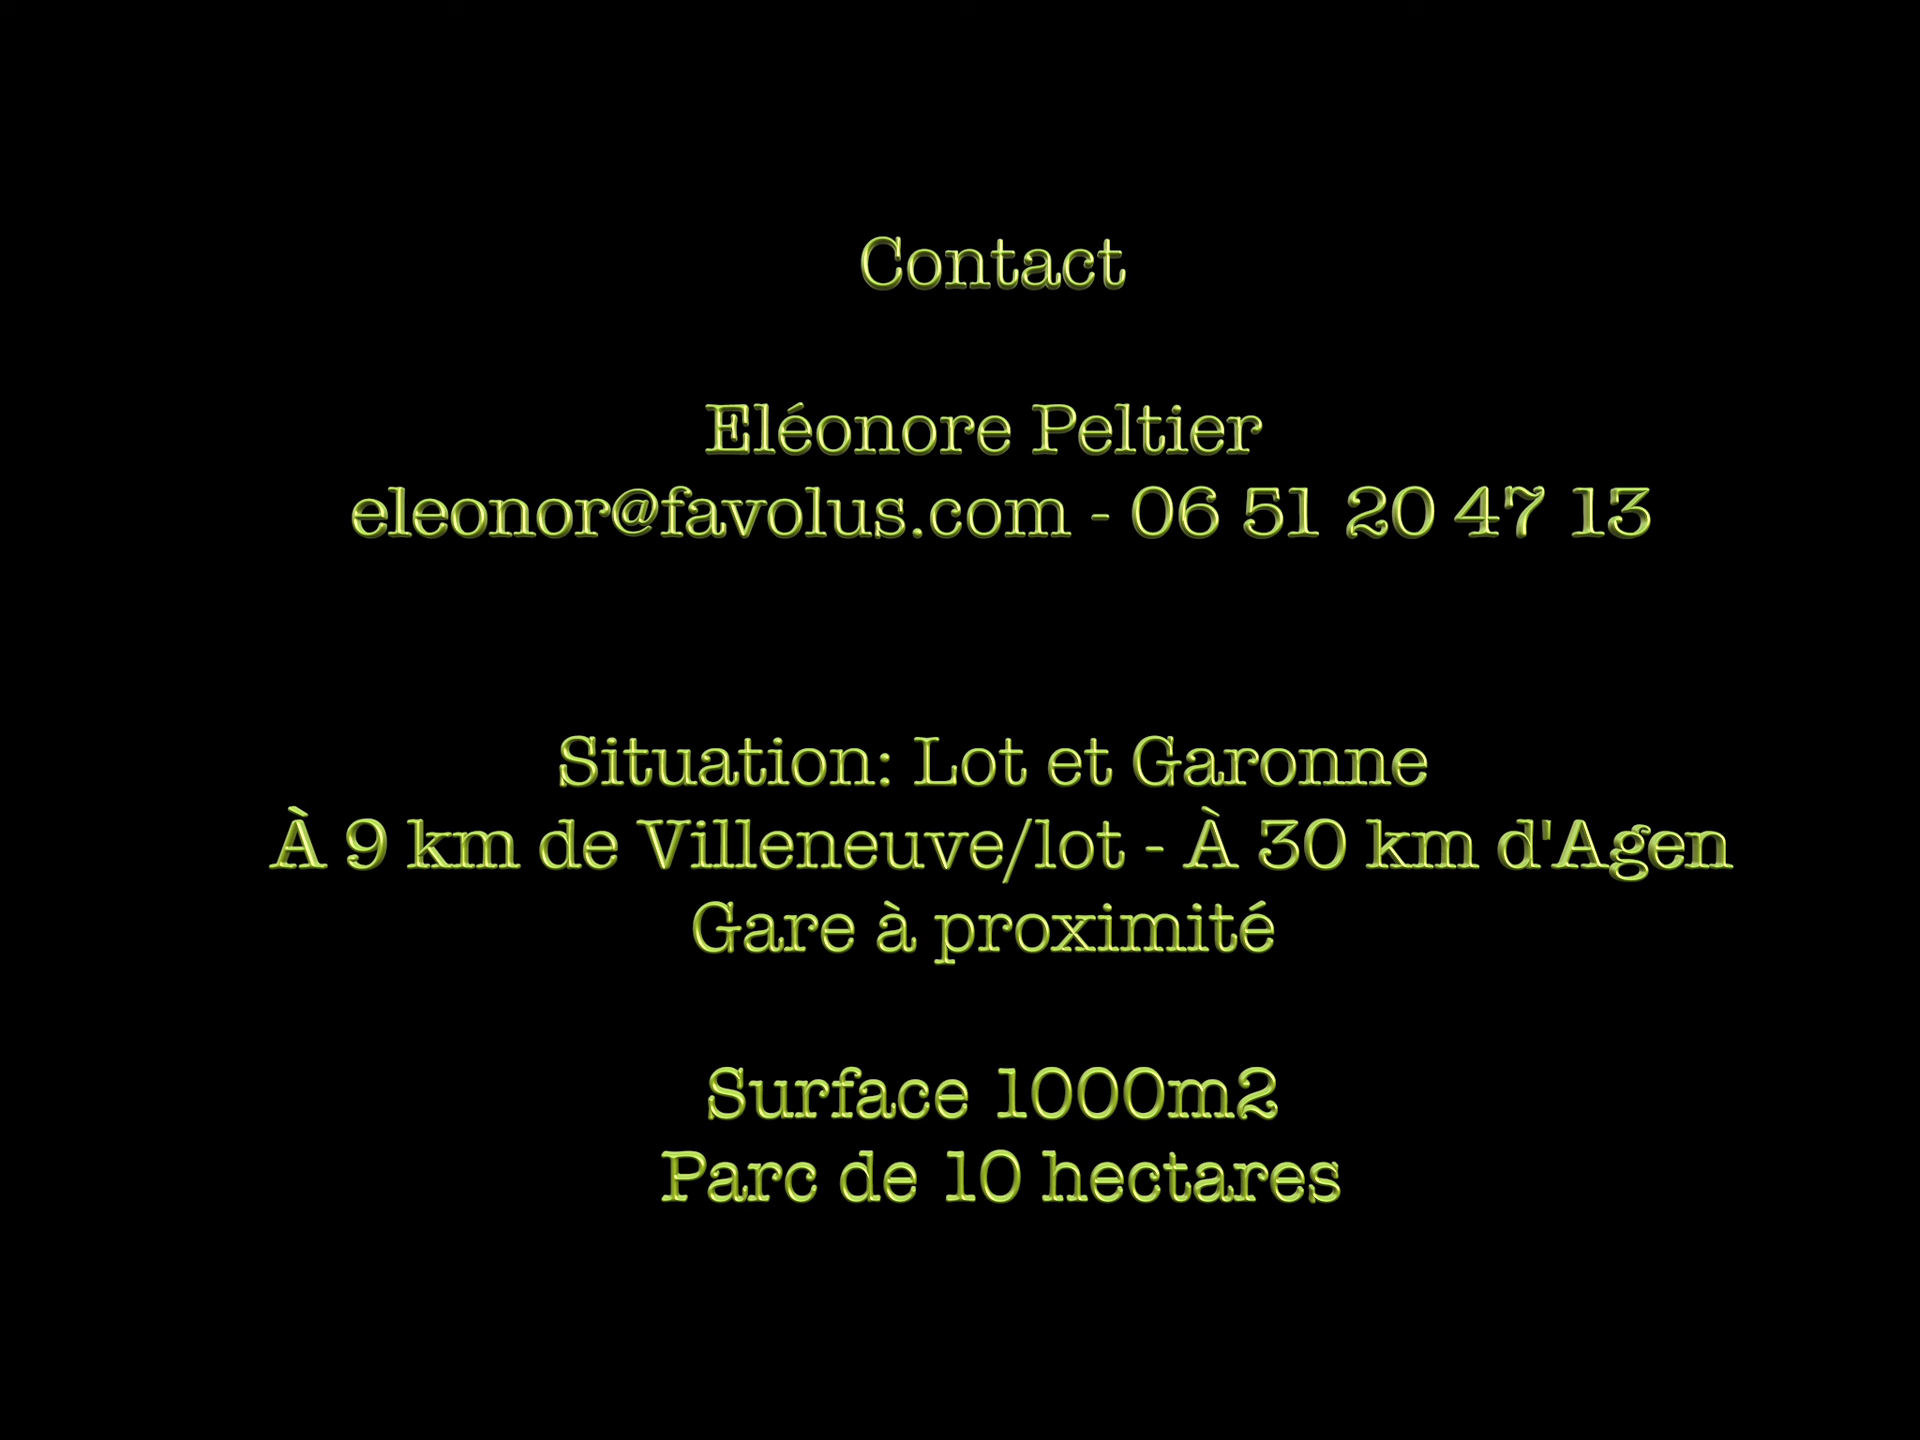 Contact
Eléonore Peltier
eleonor@favolus.com - 06 51 20 47 13
Situation: Lot et Garonne
À 9 km de Villeneuve/lot - À 30 km d'Agen
Gare à proximité
Surface 1000m2
Parc de 10 hectares